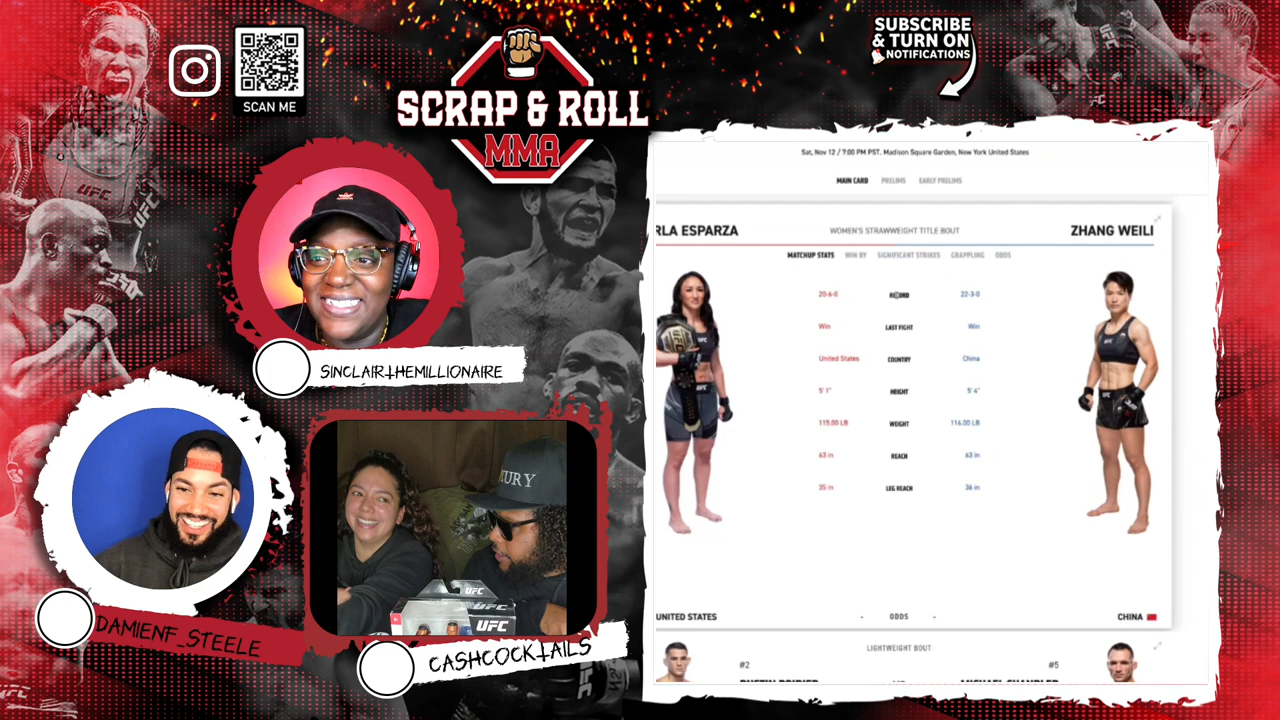 SCAN ME
SCRAP & ROLL
MMA
SUBSCRIBE
& TURN ON
NOTIFICATIONS
UFC
UFC
SINCLAIRTHEMILLIONAIRE
DAMIENF_STEELE
URY
UFC
UFC
UFC
CASHCOCKTAILS
Sat, Nov 12 / 7:00 PM PST, Madison Square Garden, New York United States
MAIN CARD PRELIMS EARLY PRELIMS
RLA ESPARZA WOMEN'S STRAWWEIGHT TITLE BOUT ZHANG WEILI
MATCHUP STATS WIN BY SIGNIFICANT STRIKES GRAPPLING ODDS
20-6-0 RECORD 22-3-0
Win LAST FIGHT Win
United States COUNTRY China
5' 1" HEIGHT 5' 4"
115.00 LB WEIGHT 116.00 LB
63 in REACH 63 in
35 in LEG REACH 36 in
UNITED STATES - ODDS - CHINA
LIGHTWEIGHT BOUT
#2 #5